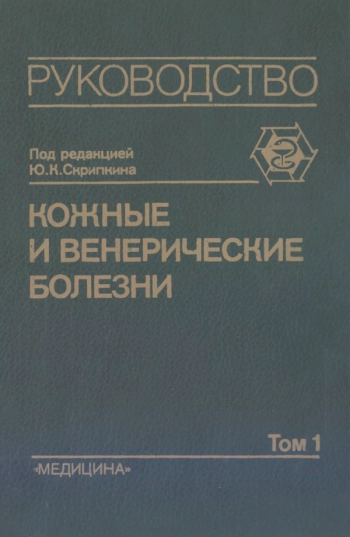 РУКОВОДСТВО
Под редакцией
Ю.К.Скрипкина
КОЖНЫЕ
И ВЕНЕРИЧЕСКИЕ
БОЛЕЗНИ
Том 1
«МЕДИЦИНА»